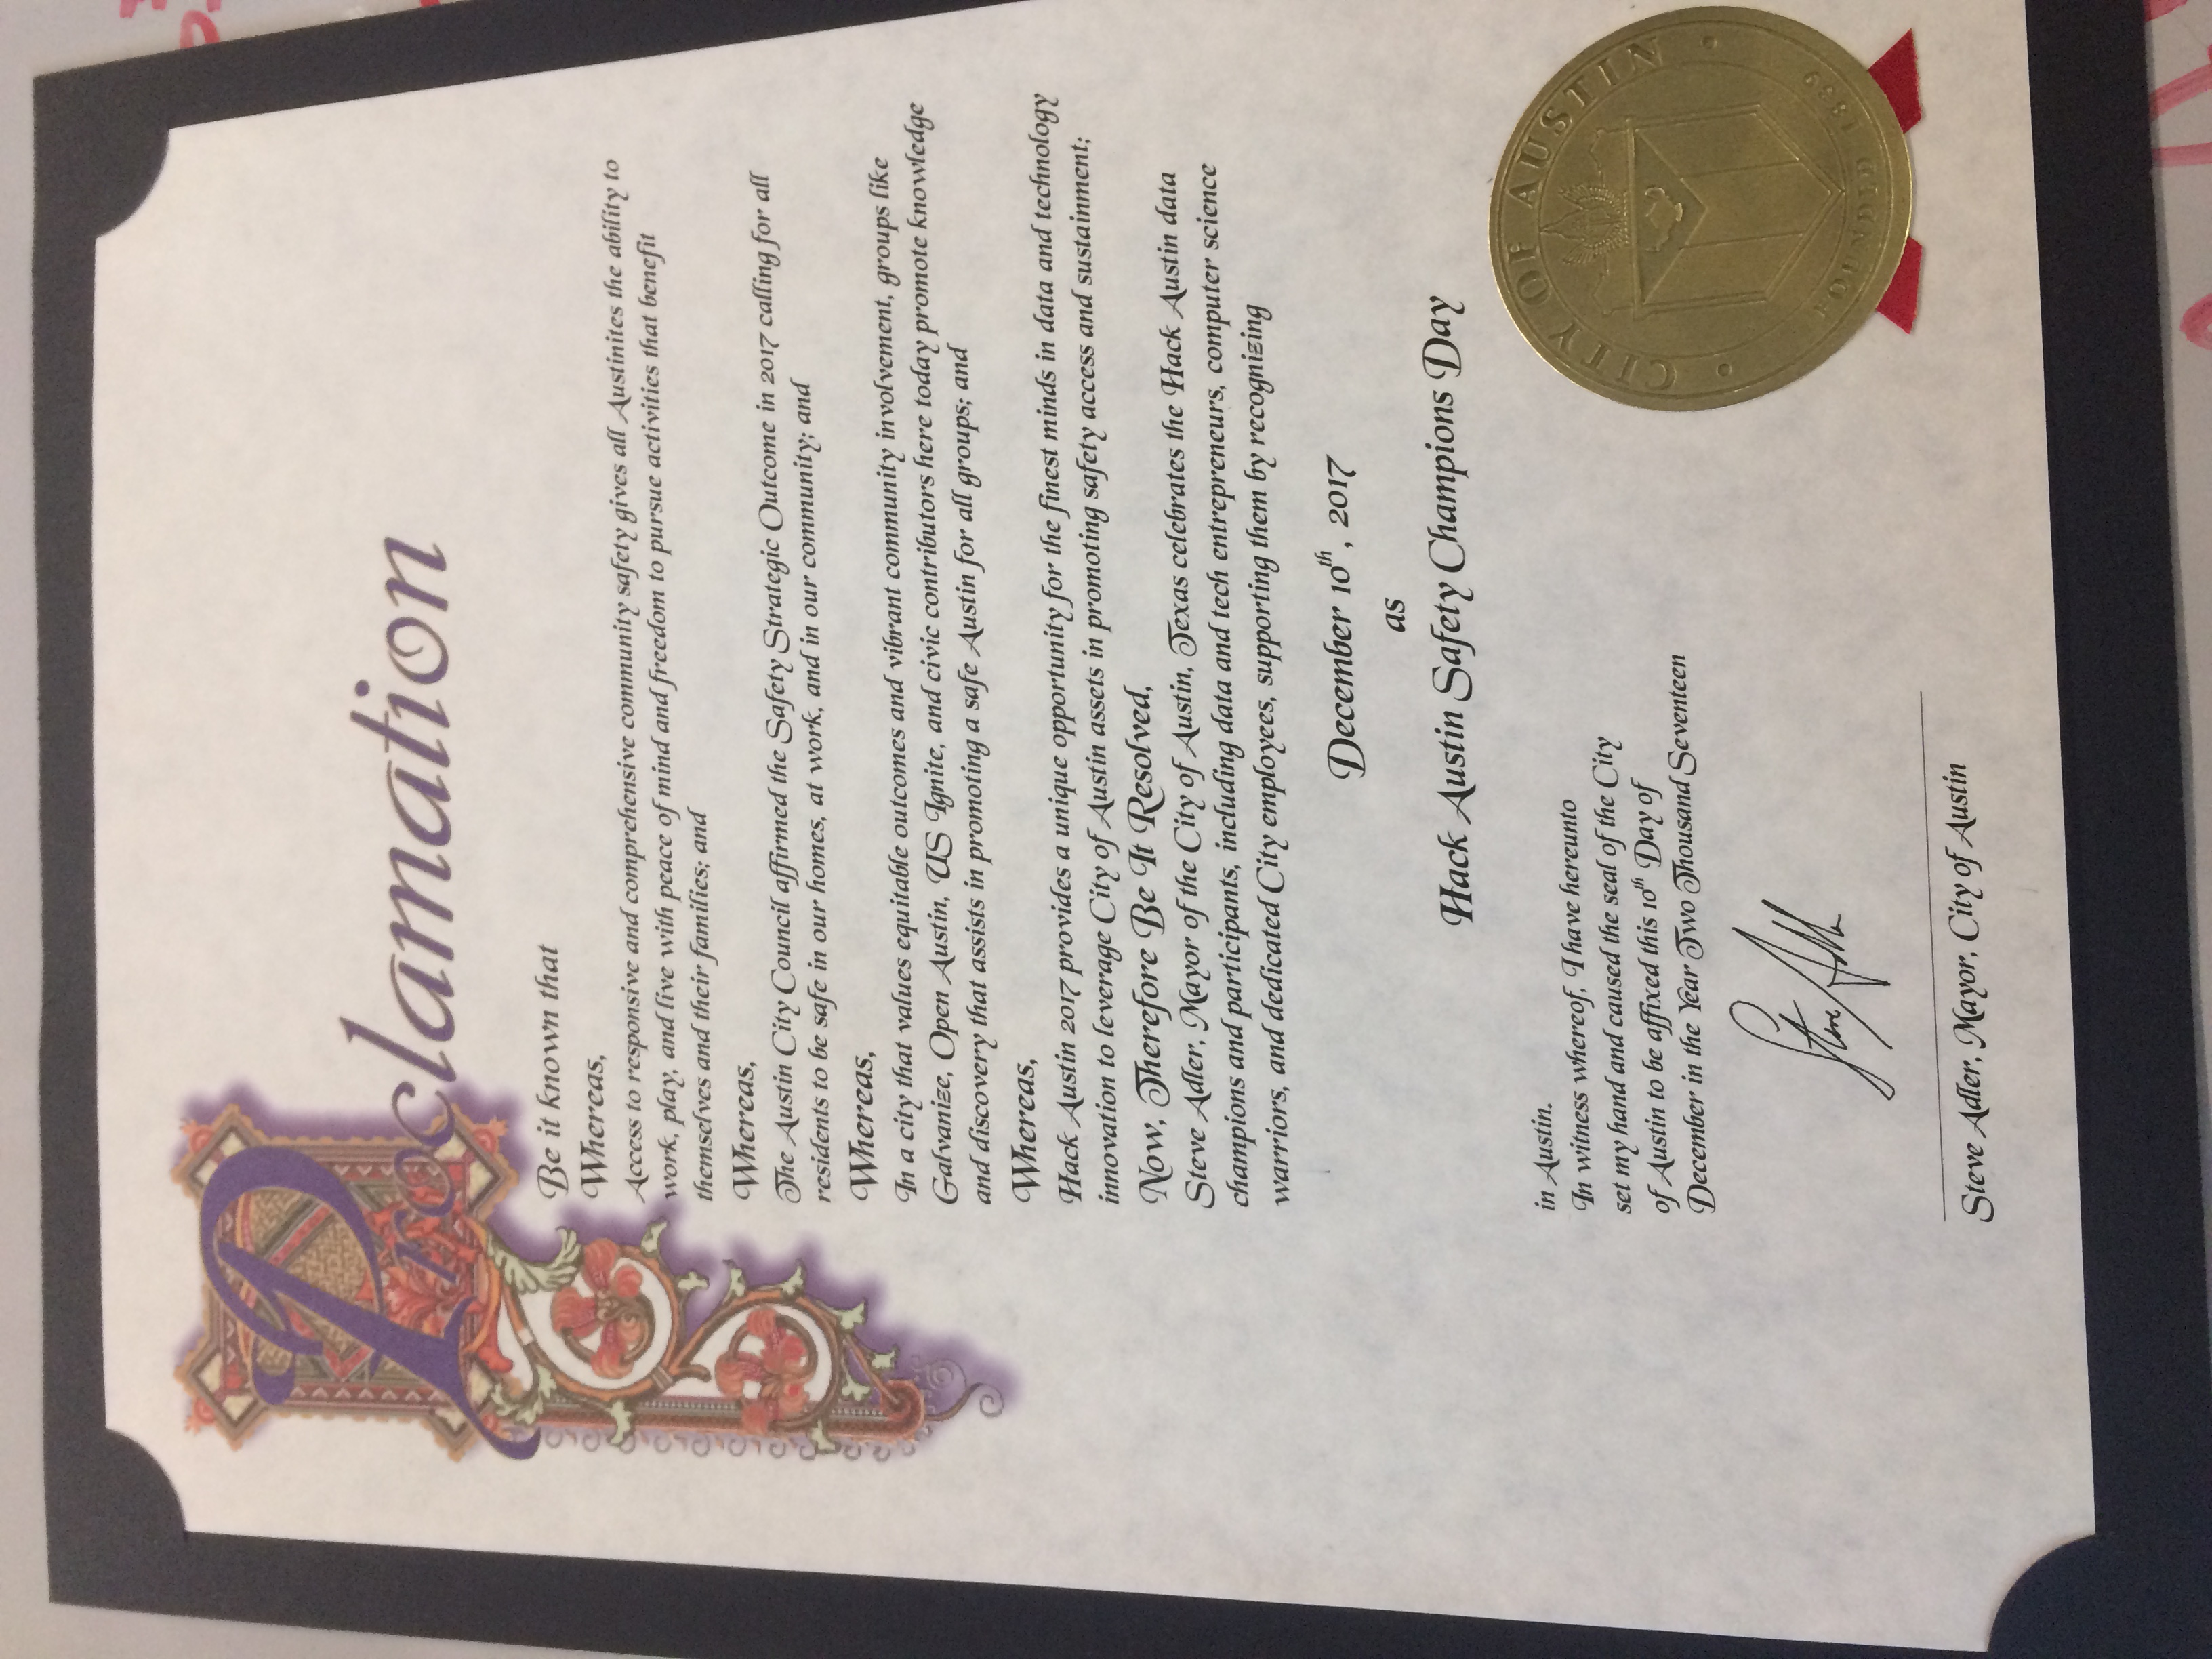 Proclamation
Be it known that
Whereas,
Access to responsive and comprehensive community safety gives all Austinites the ability to
work, play, and live with peace of mind and freedom to pursue activities that benefit
themselves and their families; and
Whereas,
The Austin City Council affirmed the Safety Strategic Outcome in 2017 calling for all
residents to be safe in our homes, at work, and in our community; and
Whereas,
In a city that values equitable outcomes and vibrant community involvement, groups like
Galvanize, Open Austin, US Ignite, and civic contributors here today promote knowledge
and discovery that assists in promoting a safe Austin for all groups; and
Whereas,
Hack Austin 2017 provides a unique opportunity for the finest minds in data and technology
innovation to leverage City of Austin assets in promoting safety access and sustainment;
Now, Therefore Be It Resolved,
Steve Adler, Mayor of the City of Austin, Texas celebrates the Hack Austin data
champions and participants, including data and tech entrepreneurs, computer science
warriors, and dedicated City employees, supporting them by recognizing
December 10th, 2017
as
Hack Austin Safety Champions Day
in Austin.
In witness whereof, I have hereunto
set my hand and caused the seal of the City
of Austin to be affixed this 10th Day of
December in the Year Two Thousand Seventeen
Steve Adler
Steve Adler, Mayor, City of Austin
CITY OF AUSTIN
FOUNDED 1839